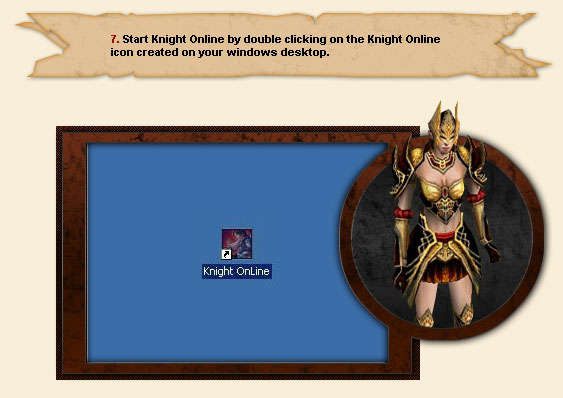 7. Start Knight Online by double clicking on the Knight Online
icon created on your windows desktop.
Knight OnLine